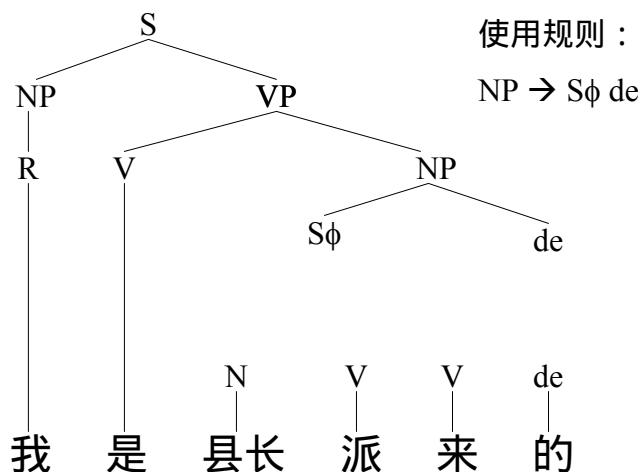 S
使用规则：
NP VP
NP → Sϕ de
R V NP
Sϕ de
N V V de
我 是 县长 派 来 的